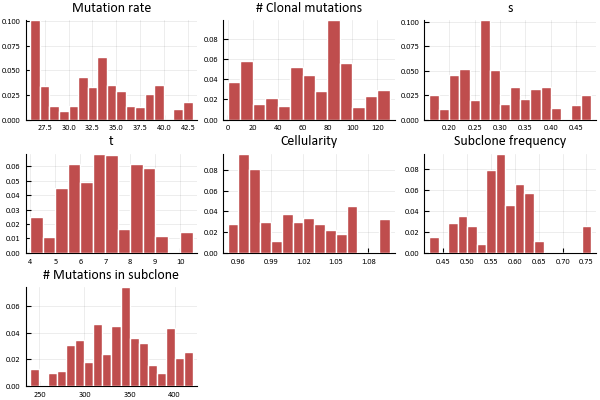 Mutation rate
0.100
0.075
0.050
0.025
0.000
27.5 30.0 32.5 35.0 37.5 40.0 42.5
# Clonal mutations
0.08
0.06
0.04
0.02
0.00
0 20 40 60 80 100 120
s
0.100
0.075
0.050
0.025
0.000
0.20 0.25 0.30 0.35 0.40 0.45
t
0.06
0.05
0.04
0.03
0.02
0.01
0.00
4 5 6 7 8 9 10
Cellularity
0.08
0.06
0.04
0.02
0.00
0.96 0.99 1.02 1.05 1.08
Subclone frequency
0.08
0.06
0.04
0.02
0.00
0.45 0.50 0.55 0.60 0.65 0.70 0.75
# Mutations in subclone
0.06
0.04
0.02
0.00
250 300 350 400